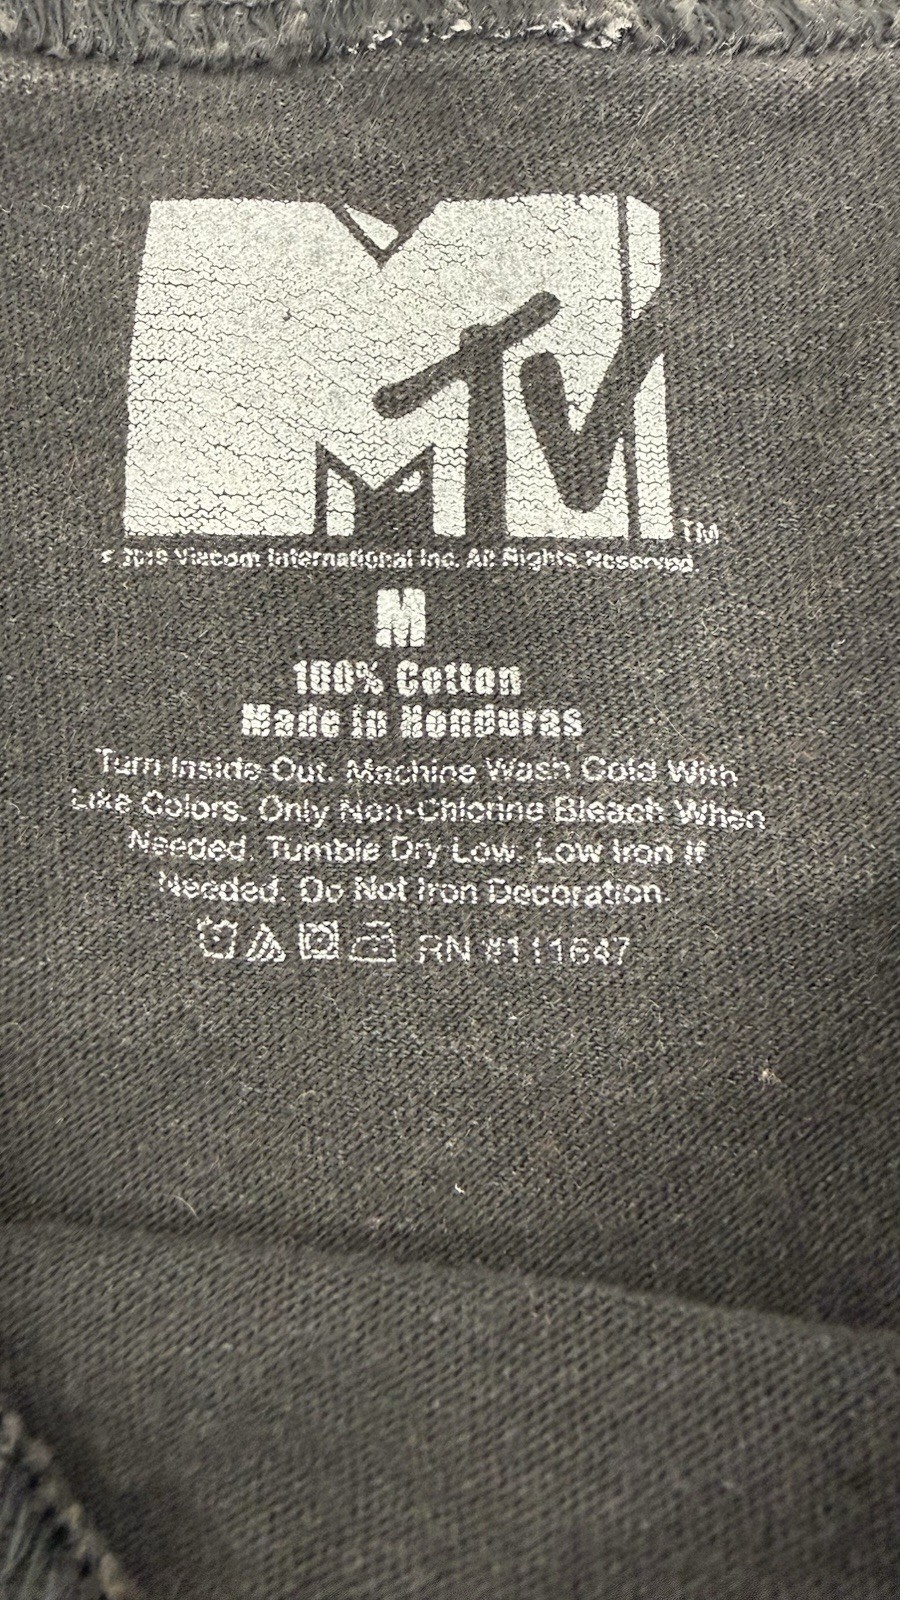 MTV
TM
© Viacom International Inc. All Rights Reserved.
M
100% Cotton
Made in Honduras
Turn Inside Out. Machine Wash Cold With
Like Colors. Only Non-Chlorine Bleach When
Needed. Tumble Dry Low. Low Iron If
Needed. Do Not Iron Decoration.
RN #111647